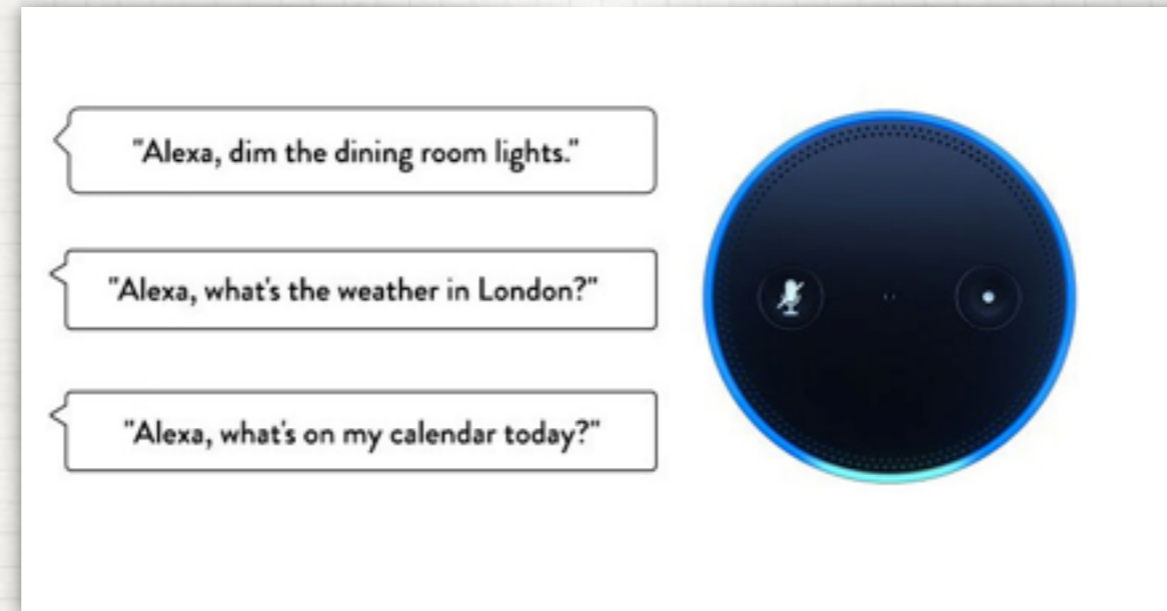 "Alexa, dim the dining room lights."
"Alexa, what's the weather in London?"
"Alexa, what's on my calendar today?"